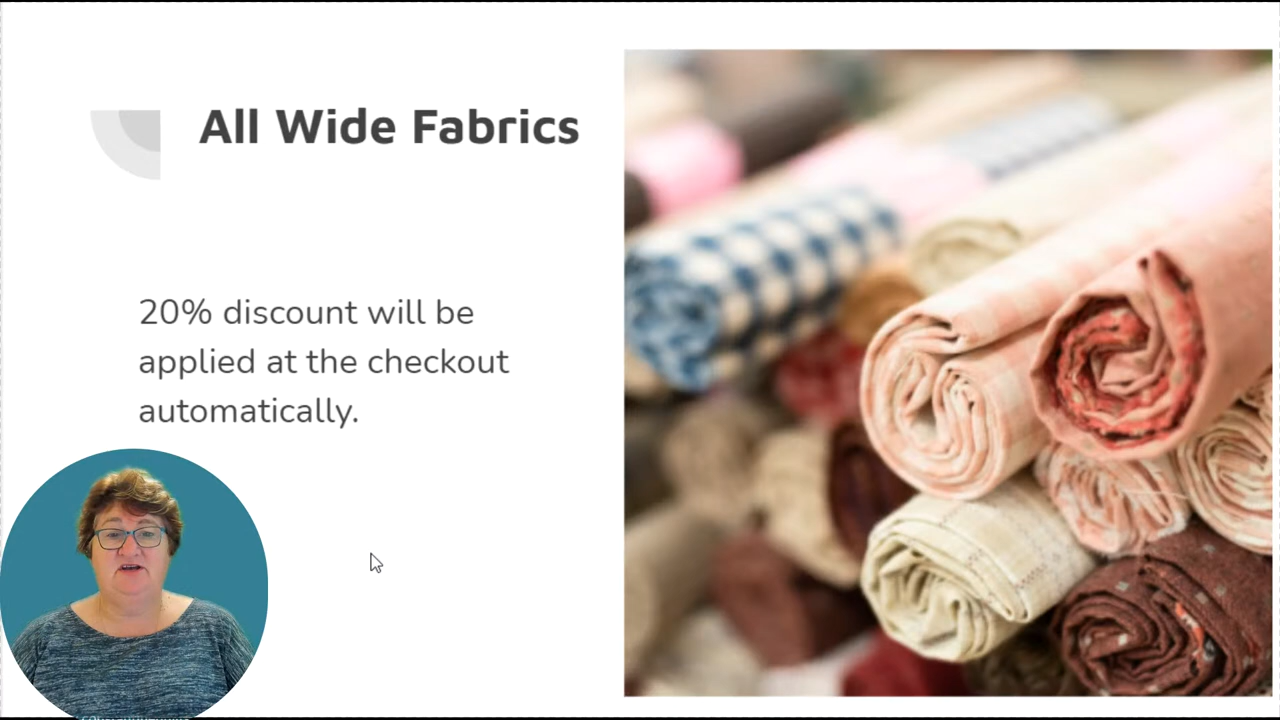 All Wide Fabrics
20% discount will be
applied at the checkout
automatically.